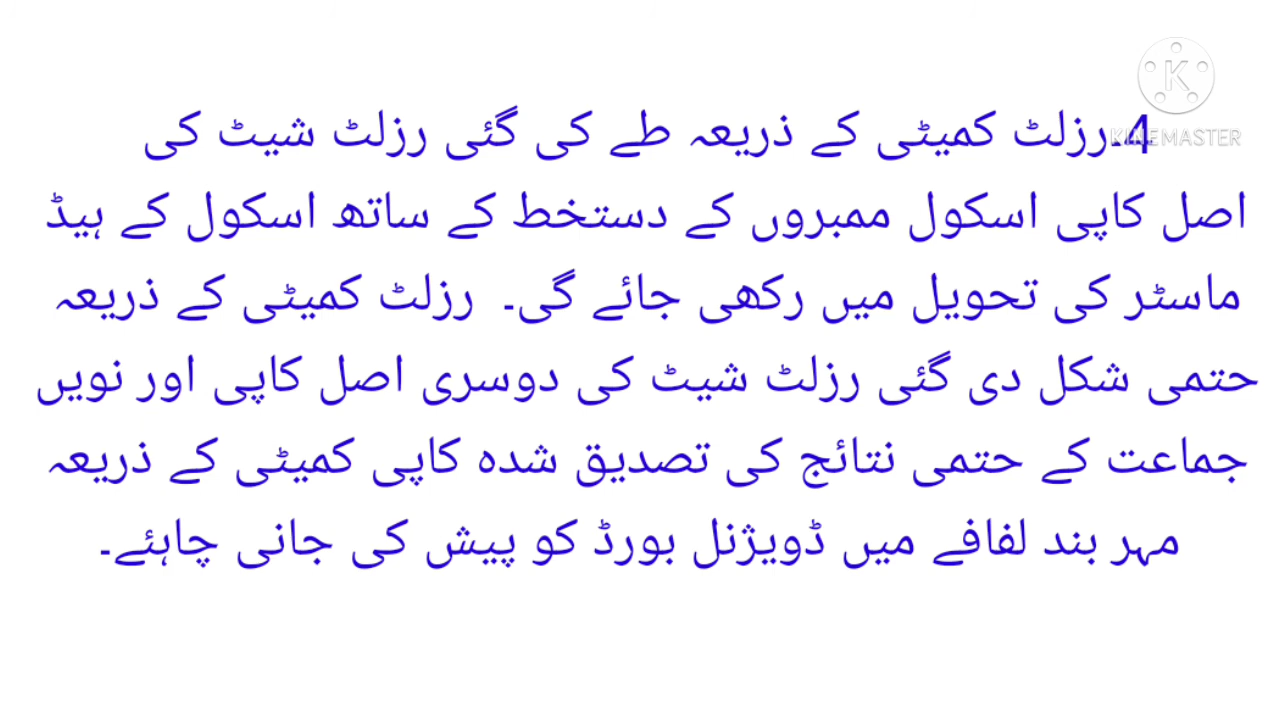 4۔رزلٹ کمیٹی کے ذریعہ طے کی گئی رزلٹ شیٹ کی
اصل کاپی اسکول ممبروں کے دستخط کے ساتھ اسکول کے ہیڈ
ماسٹر کی تحویل میں رکھی جائے گی۔ رزلٹ کمیٹی کے ذریعہ
حتمی شکل دی گئی رزلٹ شیٹ کی دوسری اصل کاپی اور نویں
جماعت کے حتمی نتائج کی تصدیق شدہ کاپی کمیٹی کے ذریعہ
مہر بند لفافے میں ڈویژنل بورڈ کو پیش کی جانی چاہئے۔
K
KINEMASTER